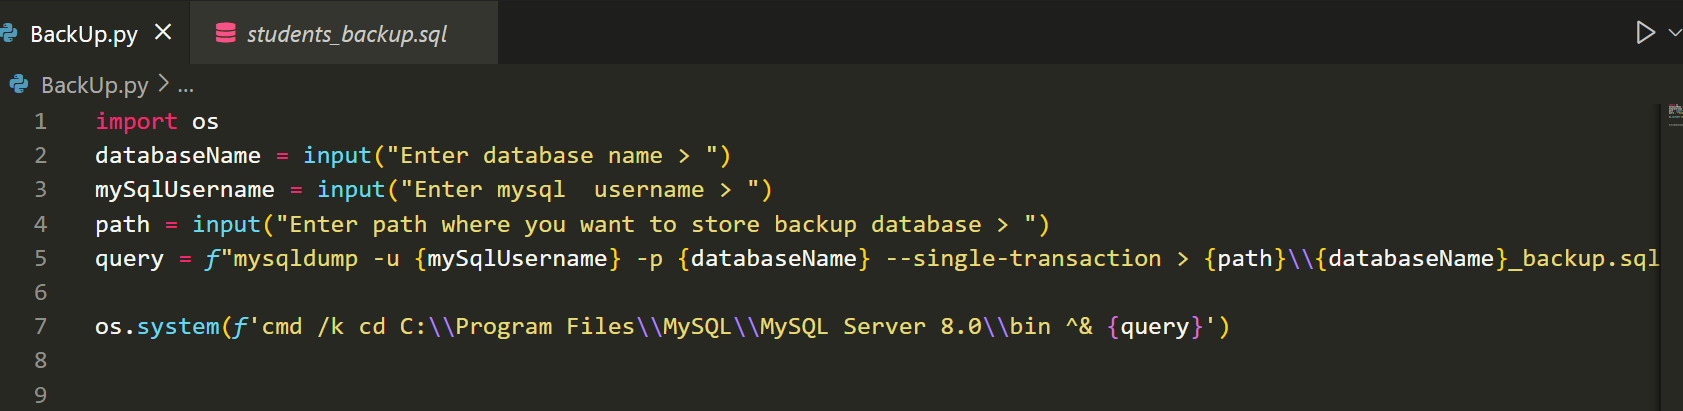 BackUp.py × students_backup.sql
BackUp.py > ...
1 import os
2 databaseName = input("Enter database name > ")
3 mySqlUsername = input("Enter mysql  username > ")
4 path = input("Enter path where you want to store backup database > ")
5 query = f"mysqldump -u {mySqlUsername} -p {databaseName} --single-transaction > {path}\\{databaseName}_backup.sql
6
7 os.system(f'cmd /k cd C:\\Program Files\\MySQL\\MySQL Server 8.0\\bin ^& {query}')
8
9